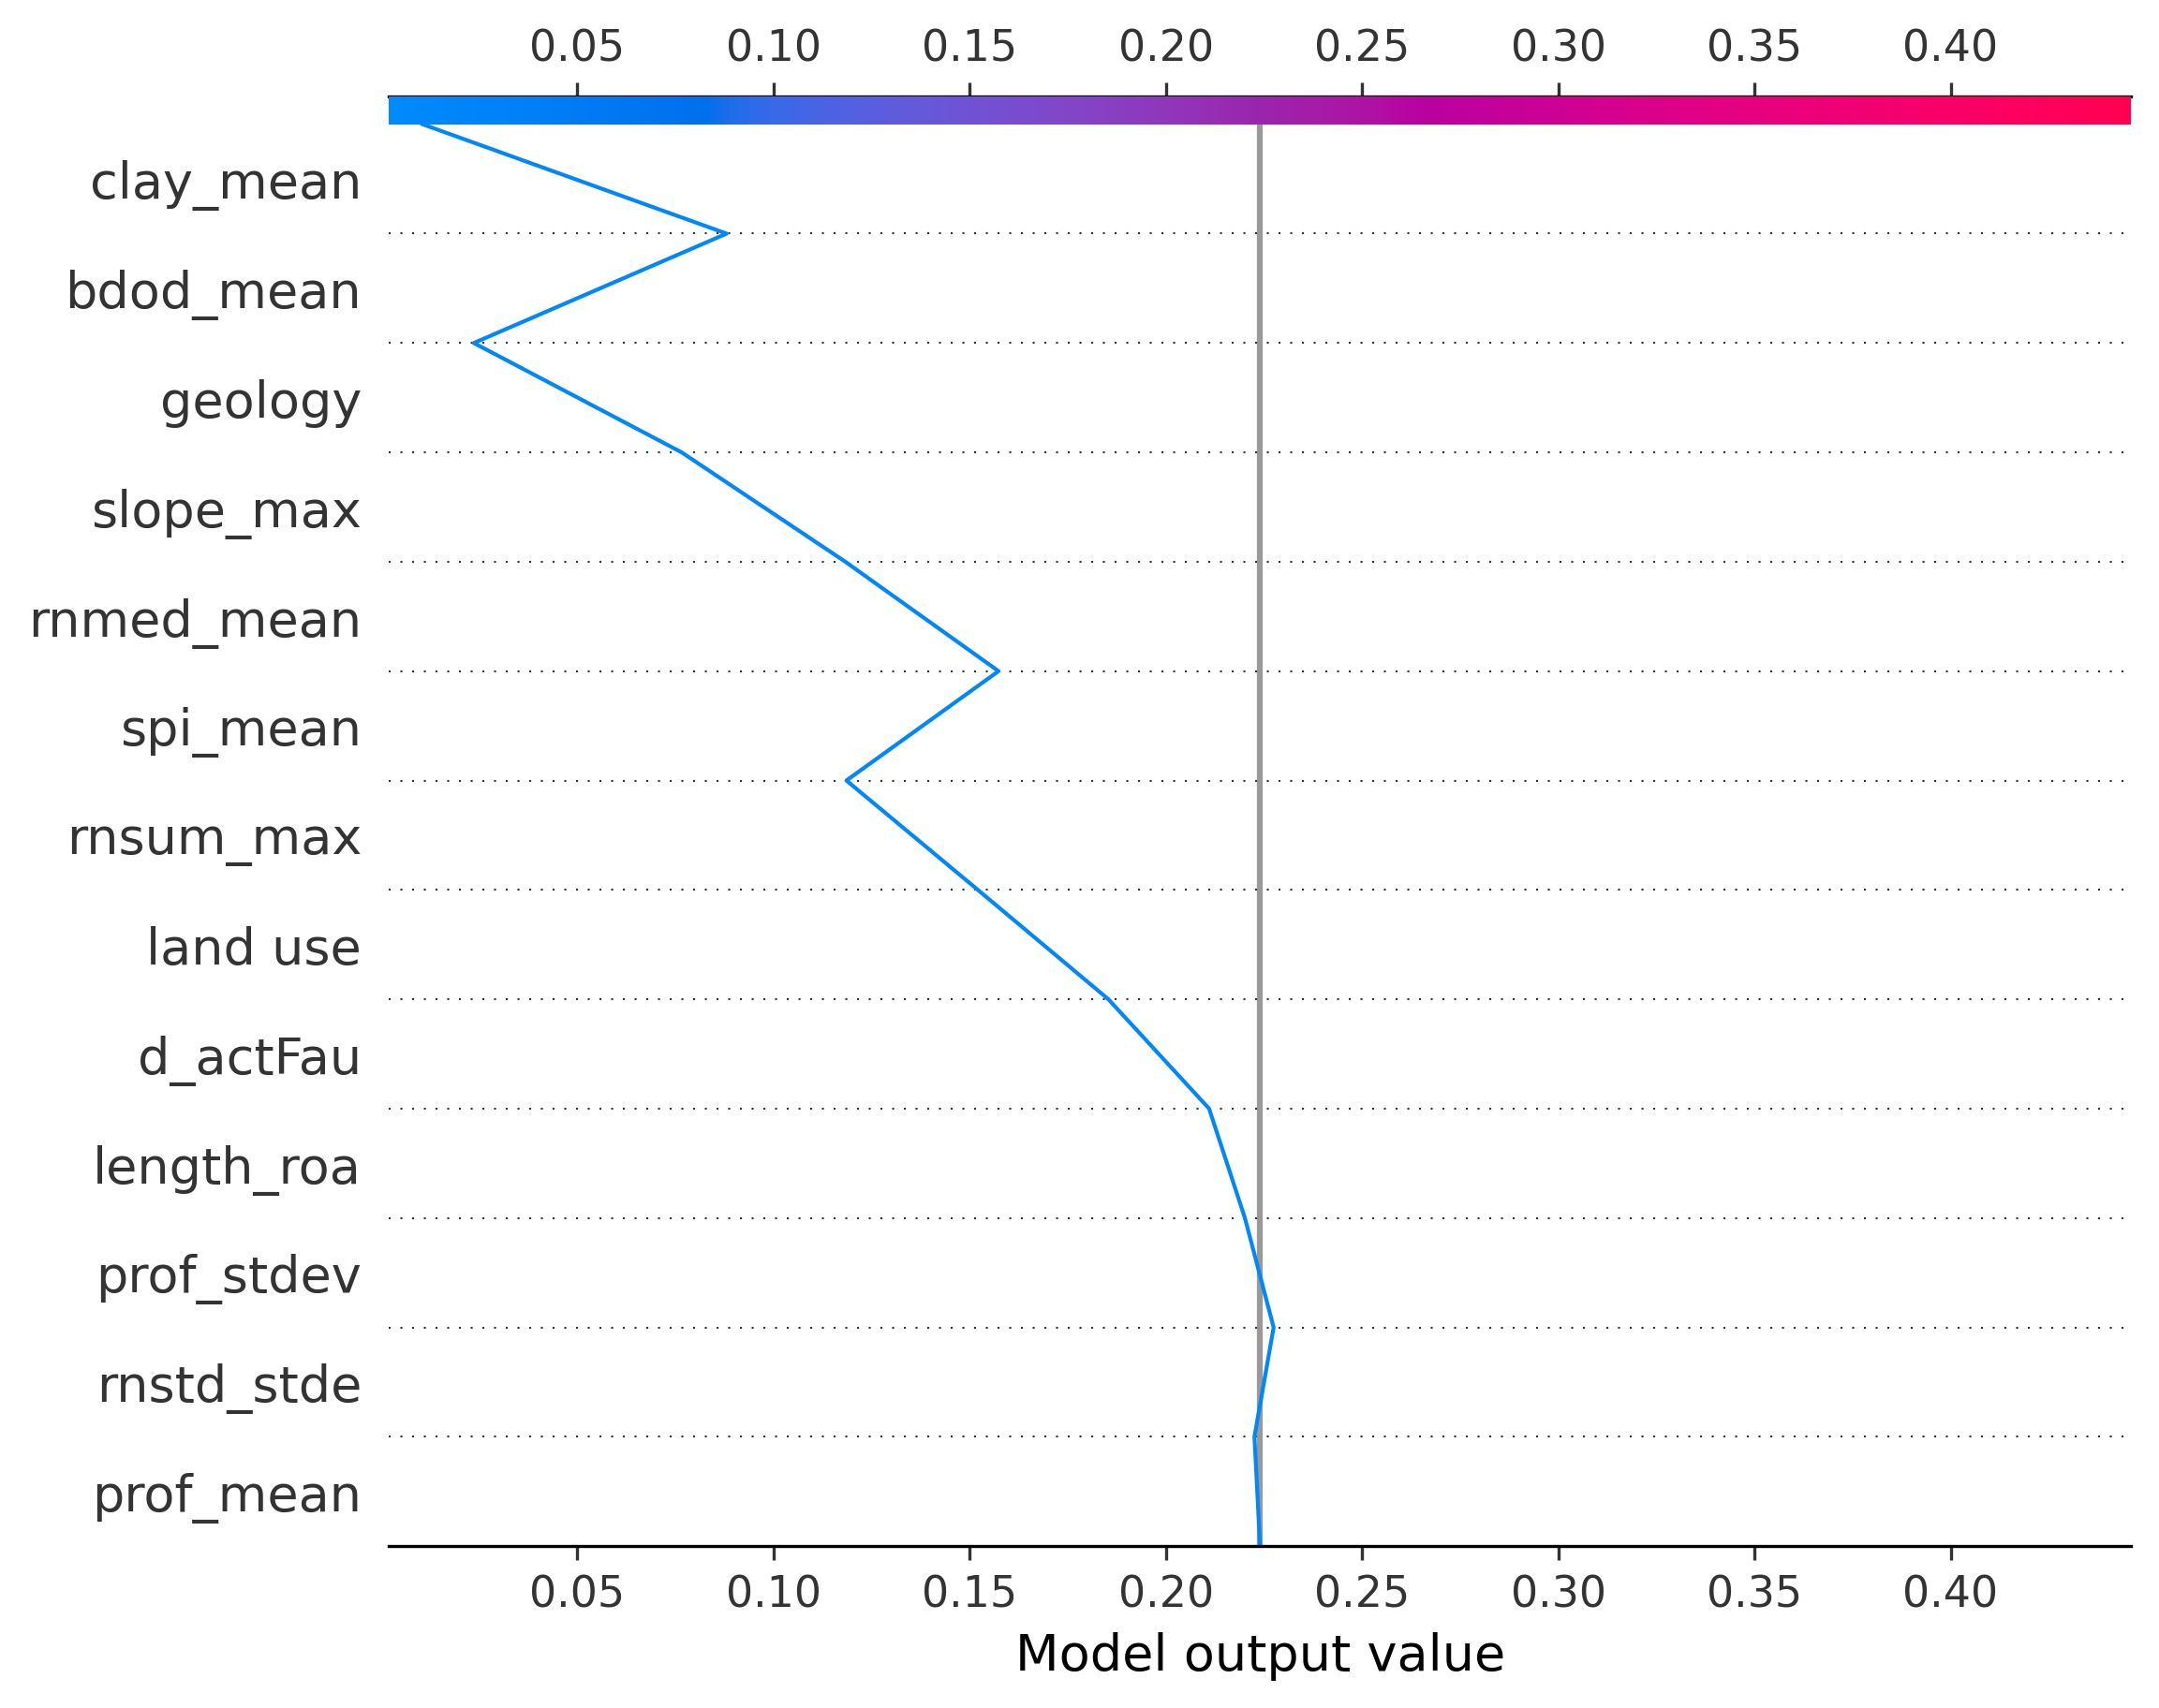 0.05 0.10 0.15 0.20 0.25 0.30 0.35 0.40
clay_mean
bdod_mean
geology
slope_max
rnmed_mean
spi_mean
rnsum_max
land use
d_actFau
length_roa
prof_stdev
rnstd_stde
prof_mean
0.05 0.10 0.15 0.20 0.25 0.30 0.35 0.40
Model output value